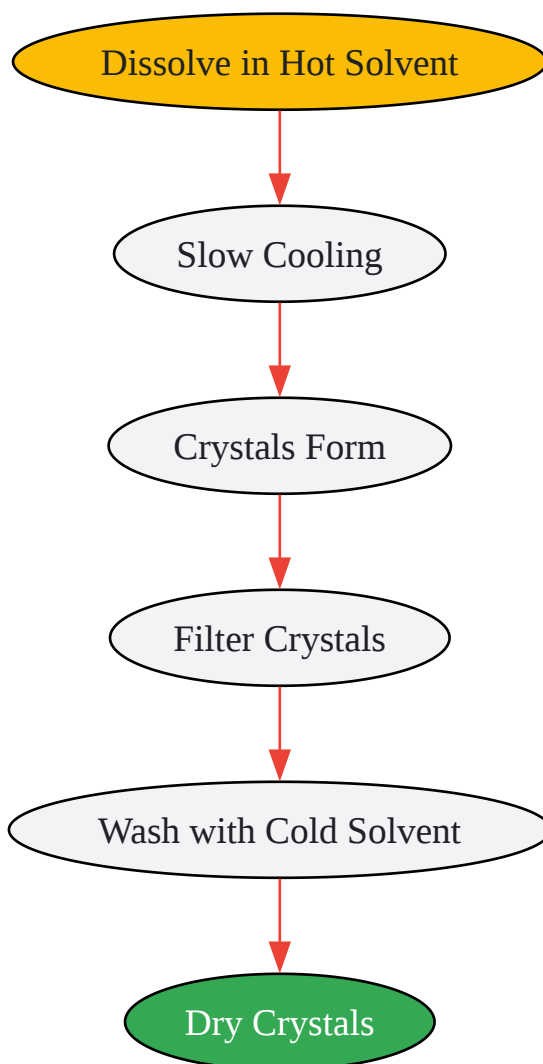 Dissolve in Hot Solvent
Slow Cooling
Crystals Form
Filter Crystals
Wash with Cold Solvent
Dry Crystals